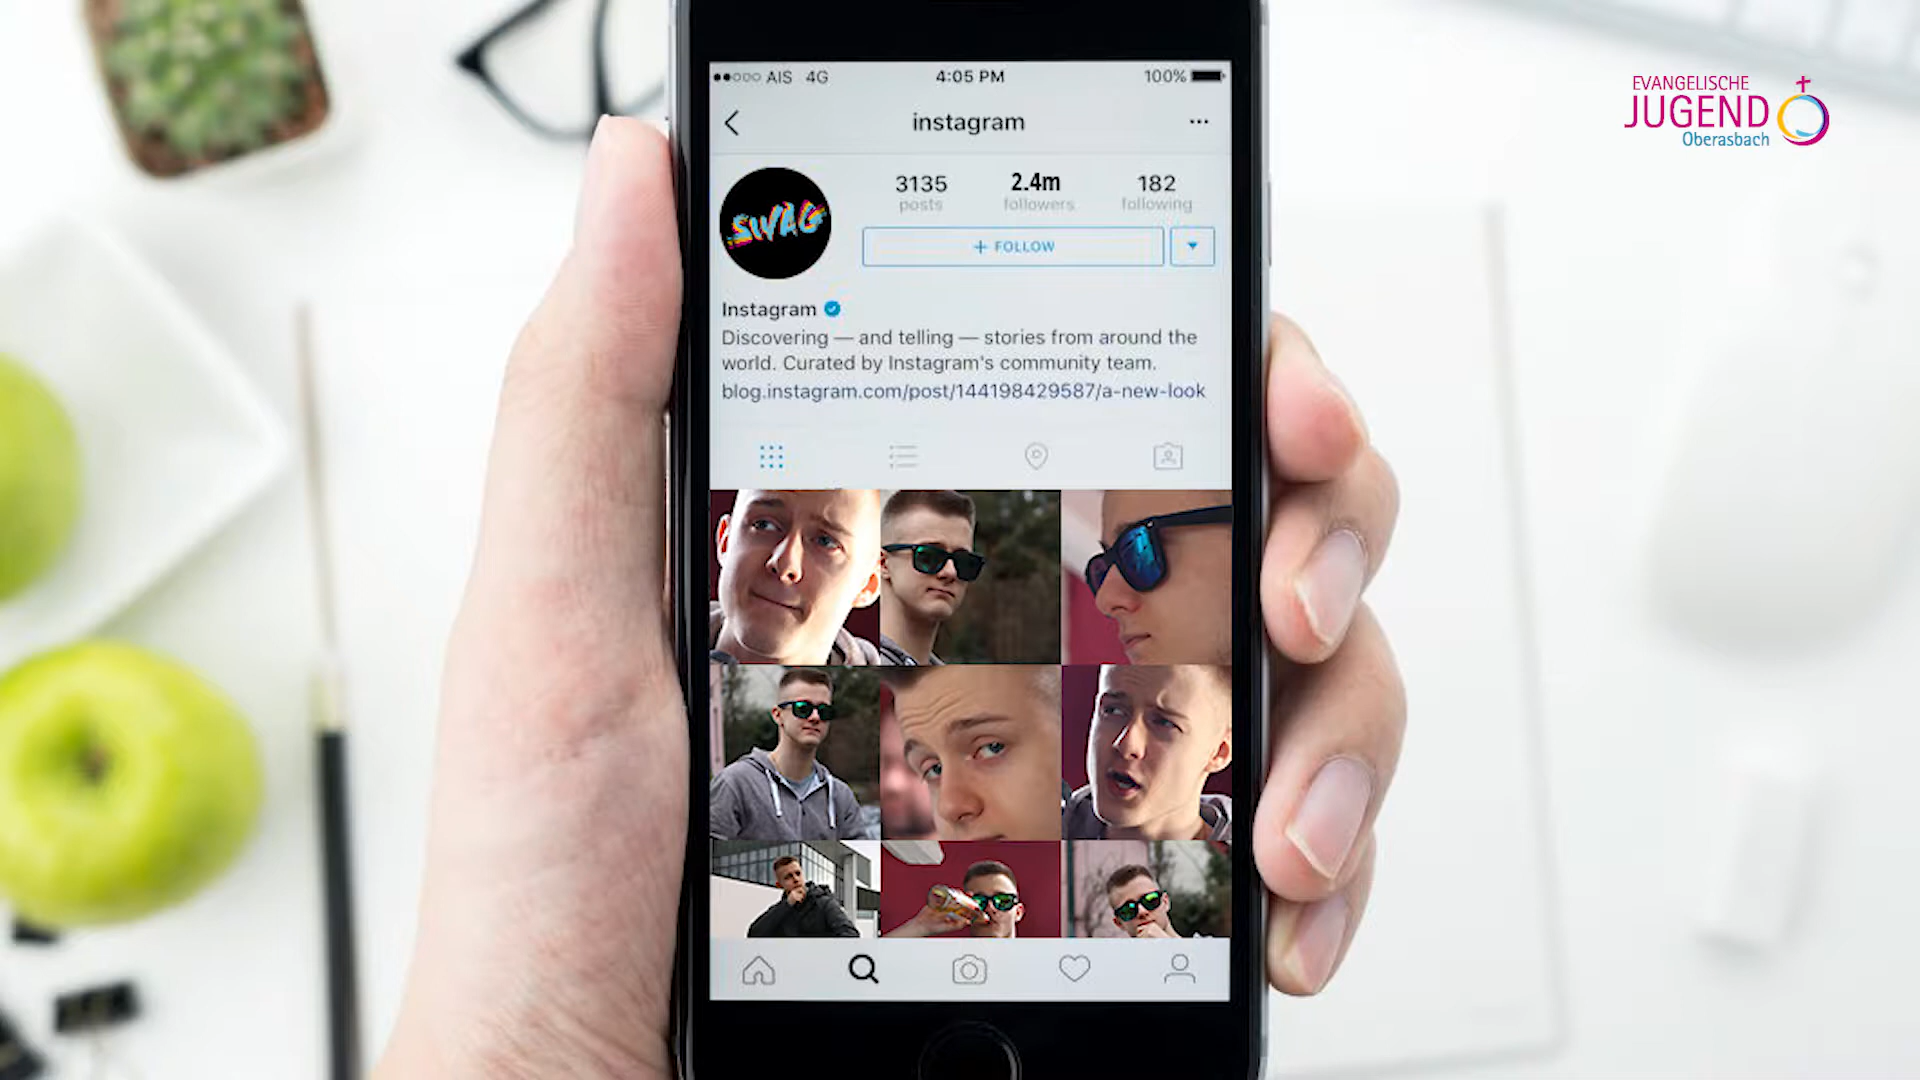 AIS 4G 4:05 PM 100%
instagram
3135 2.4m 182
posts followers following
+ FOLLOW
SWAG
Instagram
Discovering — and telling — stories from around the
world. Curated by Instagram's community team.
blog.instagram.com/post/144198429587/a-new-look
EVANGELISCHE
JUGEND
Oberasbach